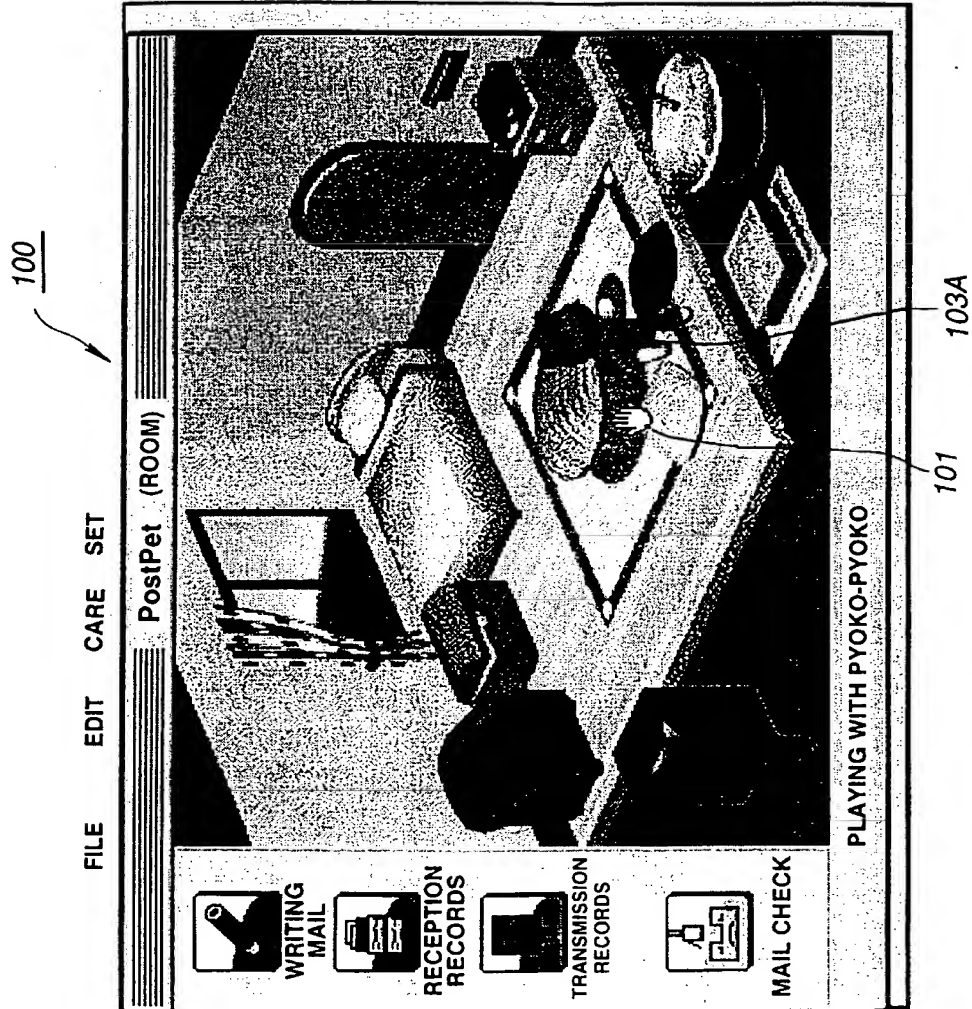 100
FILE EDIT CARE SET
PostPet (ROOM)
WRITING
MAIL
RECEPTION
RECORDS
TRANSMISSION
RECORDS
MAIL CHECK
PLAYING WITH PYOKO-PYOKO
101
103A